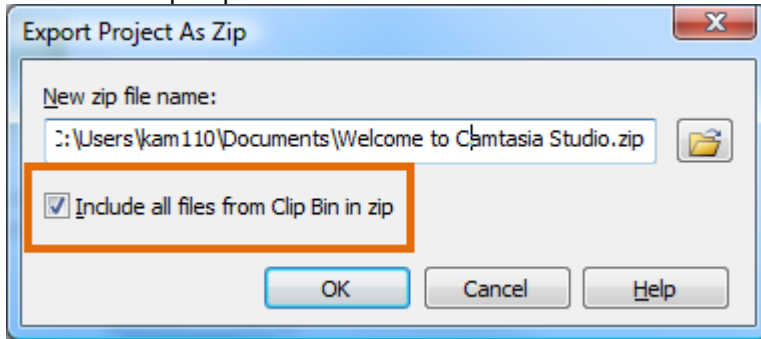 Export Project As Zip
New zip file name:
:\Users\kam110\Documents\Welcome to Camtasia Studio.zip
Include all files from Clip Bin in zip
OK
Cancel
Help